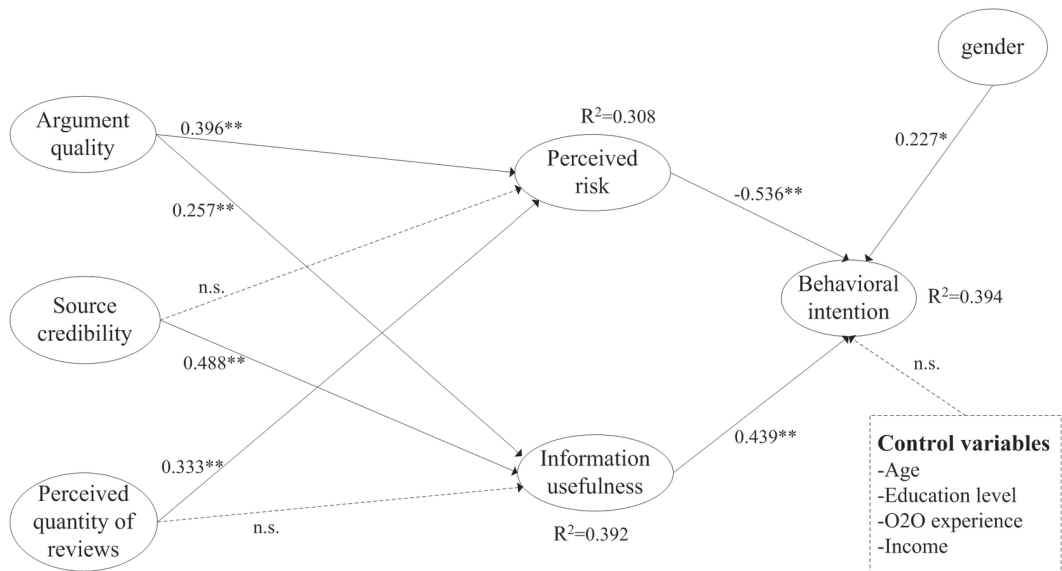 gender
Argument
quality
0.396**
R²=0.308
Perceived
risk
0.227*
0.257**
-0.536**
n.s.
Source
credibility
Behavioral
intention
R²=0.394
0.488**
n.s.
0.439**
0.333**
Information
usefulness
Perceived
quantity of
reviews
n.s.
R²=0.392
Control variables
-Age
-Education level
-O2O experience
-Income